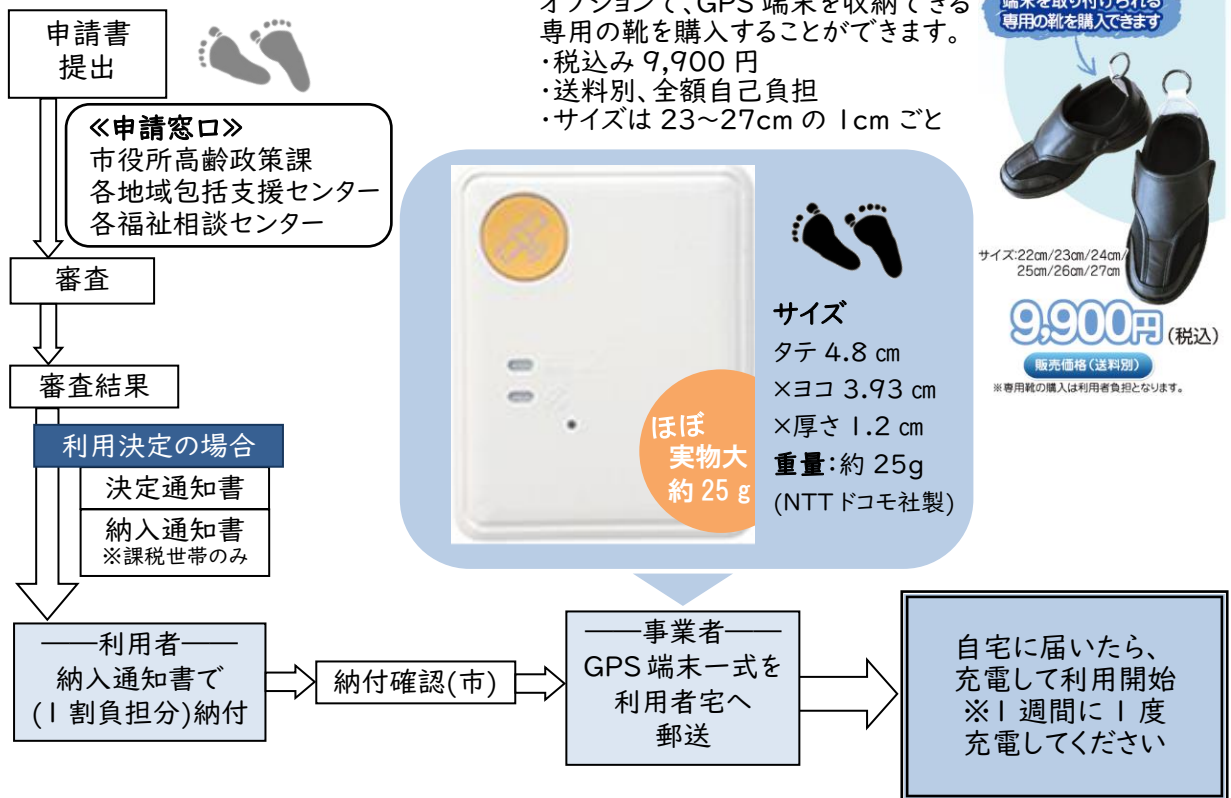 申請書
提出
≪申請窓口≫
市役所高齢政策課
各地域包括支援センター
各福祉相談センター
審査
審査結果
利用決定の場合
決定通知書
納入通知書
※課税世帯のみ
オプションで、GPS 端末を収納できる
専用の靴を購入することができます。
・税込み 9,900 円
・送料別、全額自己負担
・サイズは 23~27cm の 1cm ごと
端末を取り付けられる
専用の靴を購入できます
サイズ:22cm/23cm/24cm/
25cm/26cm/27cm
9,900円(税込)
販売価格(送料別)
※専用靴の購入は利用者負担となります。
ほぼ
実物大
約 25 g
サイズ
タテ 4.8 ㎝
×ヨコ 3.93 ㎝
×厚さ 1.2 ㎝
重量:約 25g
(NTT ドコモ社製)
――利用者――
納入通知書で
(1 割負担分)納付
納付確認(市)
――事業者――
GPS 端末一式を
利用者宅へ
郵送
自宅に届いたら、
充電して利用開始
※1 週間に 1 度
充電してください